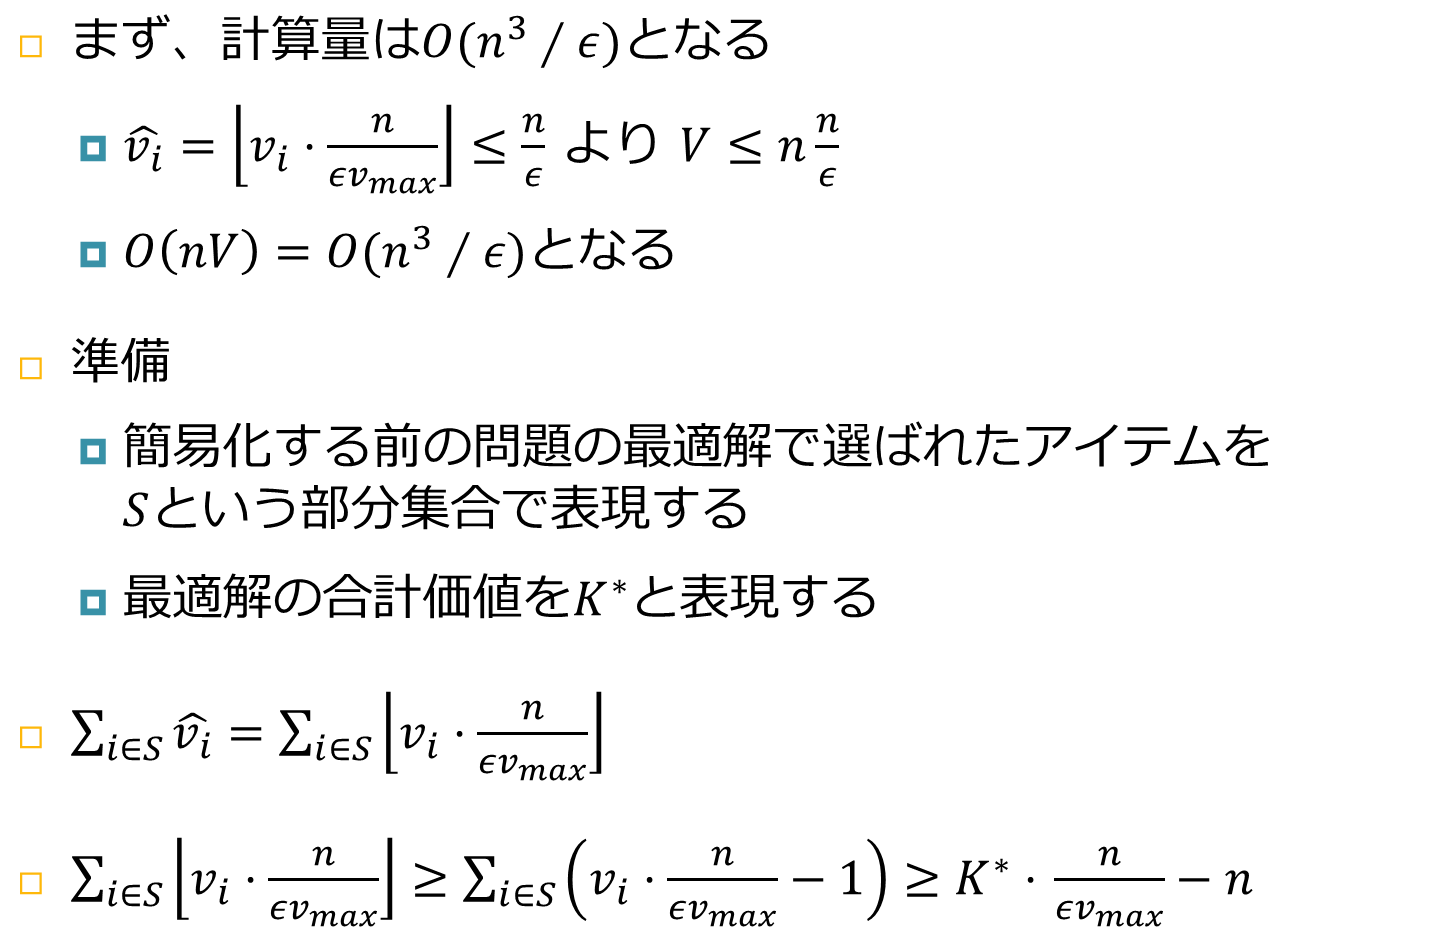 まず、計算量はO(n³ / ϵ)となる
v̂ᵢ = ⌊vᵢ · n/(ϵv_max)⌋ ≤ n/ϵ より V ≤ n n/ϵ
O(nV) = O(n³ / ϵ)となる
準備
簡易化する前の問題の最適解で選ばれたアイテムを
Sという部分集合で表現する
最適解の合計価値をK*と表現する
∑_{i∈S} v̂ᵢ = ∑_{i∈S} ⌊vᵢ · n/(ϵv_max)⌋
∑_{i∈S} ⌊vᵢ · n/(ϵv_max)⌋ ≥ ∑_{i∈S} (vᵢ · n/(ϵv_max) − 1) ≥ K* · n/(ϵv_max) − n